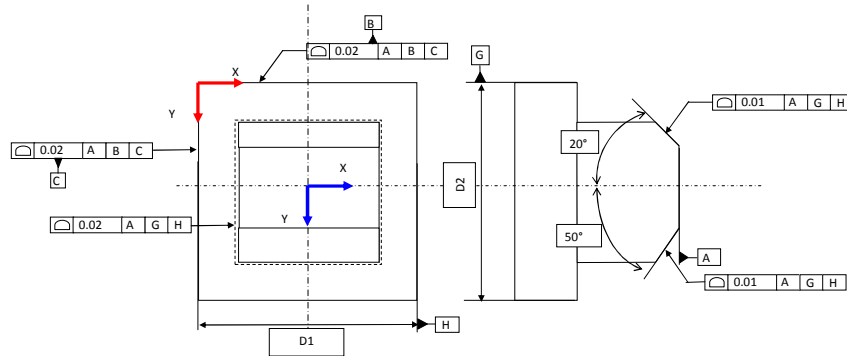 B
0.02 A B C
G
X
Y
0.01 A G H
0.02 A B C
C
20°
X
D2
Y
0.02 A G H
50°
A
0.01 A G H
H
D1